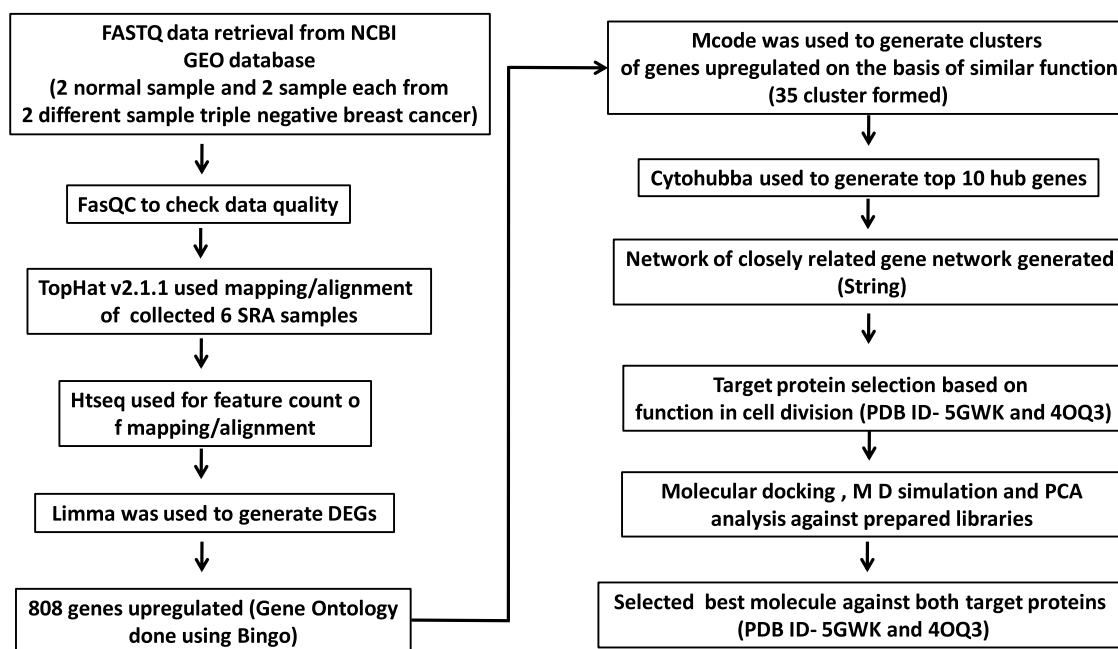 FASTQ data retrieval from NCBI
GEO database
(2 normal sample and 2 sample each from
2 different sample triple negative breast cancer)
FasQC to check data quality
TopHat v2.1.1 used mapping/alignment
of collected 6 SRA samples
Htseq used for feature count o
f mapping/alignment
Limma was used to generate DEGs
808 genes upregulated (Gene Ontology
done using Bingo)
Mcode was used to generate clusters
of genes upregulated on the basis of similar function
(35 cluster formed)
Cytohubba used to generate top 10 hub genes
Network of closely related gene network generated
(String)
Target protein selection based on
function in cell division (PDB ID- 5GWK and 4OQ3)
Molecular docking , M D simulation and PCA
analysis against prepared libraries
Selected best molecule against both target proteins
(PDB ID- 5GWK and 4OQ3)